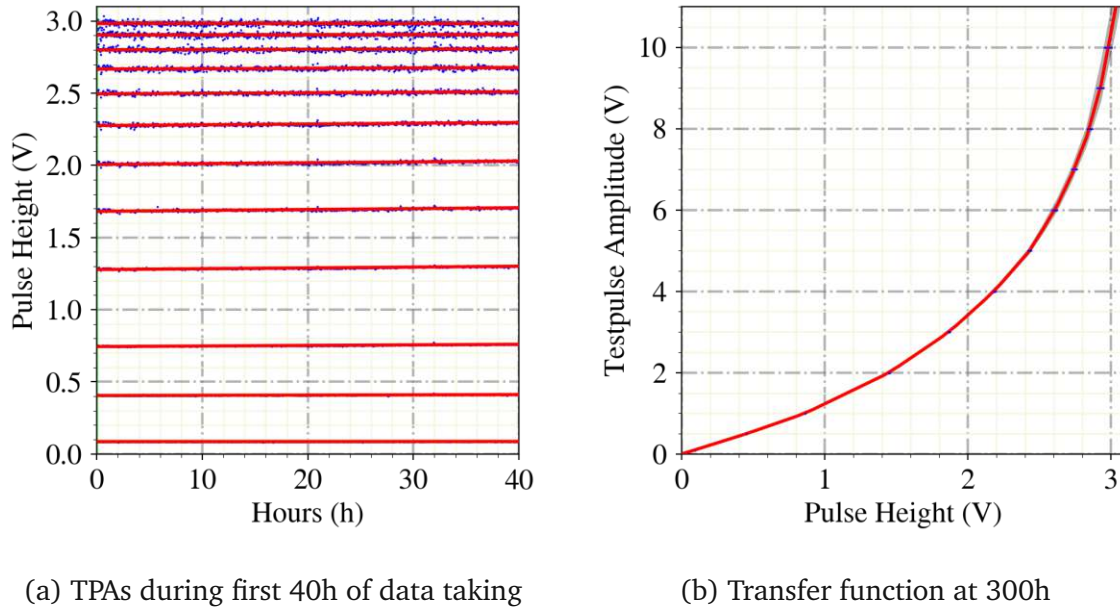 3.0
2.5
2.0
1.5
1.0
0.5
0.0
Pulse Height (V)
0 10 20 30 40
Hours (h)
10
8
6
4
2
0
Testpulse Amplitude (V)
0 1 2 3
Pulse Height (V)
(a) TPAs during first 40h of data taking
(b) Transfer function at 300h